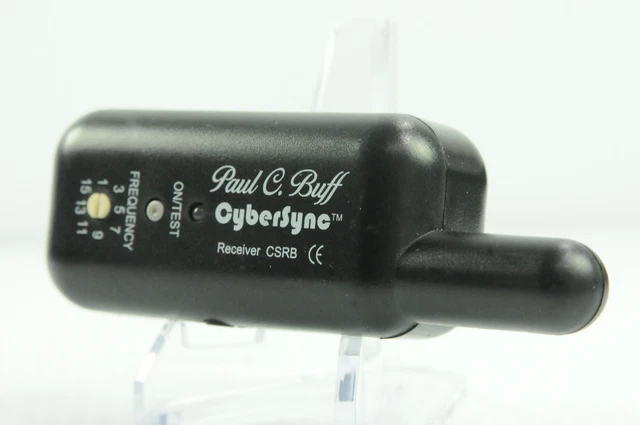 Paul C. Buff
CyberSync™
Receiver CSRB CE
ON/TEST
FREQUENCY
1 3 5 7
15 13 11 9